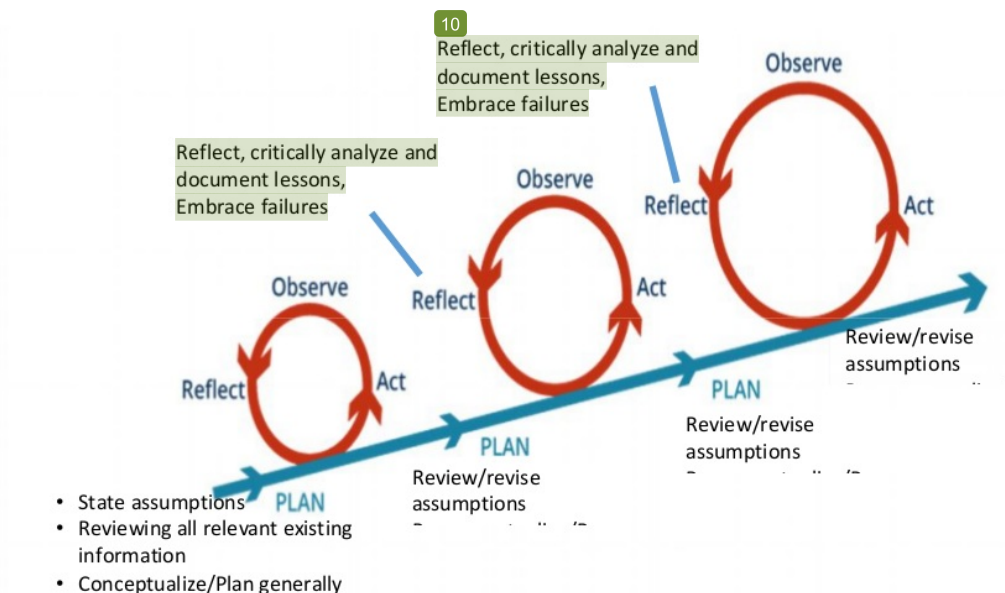 10
Reflect, critically analyze and
document lessons,
Embrace failures
Observe
Reflect, critically analyze and
document lessons,
Embrace failures
Observe
Reflect
Act
Observe
Reflect
Act
Review/revise
assumptions
Reflect
Act
PLAN
Review/revise
assumptions
PLAN
Review/revise
assumptions
PLAN
• State assumptions
• Reviewing all relevant existing
information
• Conceptualize/Plan generally